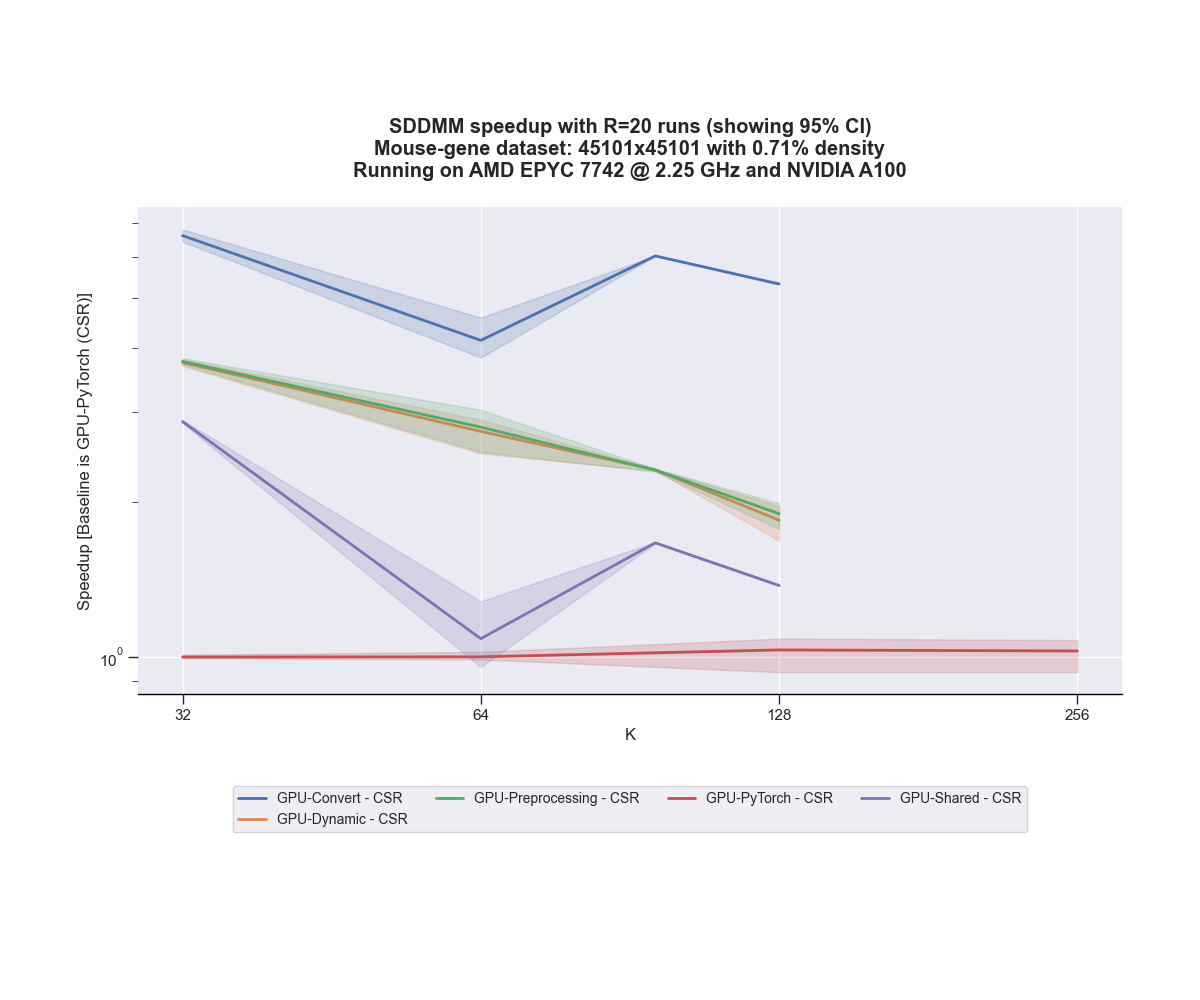 SDDMM speedup with R=20 runs (showing 95% CI)
Mouse-gene dataset: 45101x45101 with 0.71% density
Running on AMD EPYC 7742 @ 2.25 GHz and NVIDIA A100
Speedup [Baseline is GPU-PyTorch (CSR)]
10^0
32 64 128 256
K
GPU-Convert - CSR GPU-Preprocessing - CSR GPU-PyTorch - CSR GPU-Shared - CSR
GPU-Dynamic - CSR